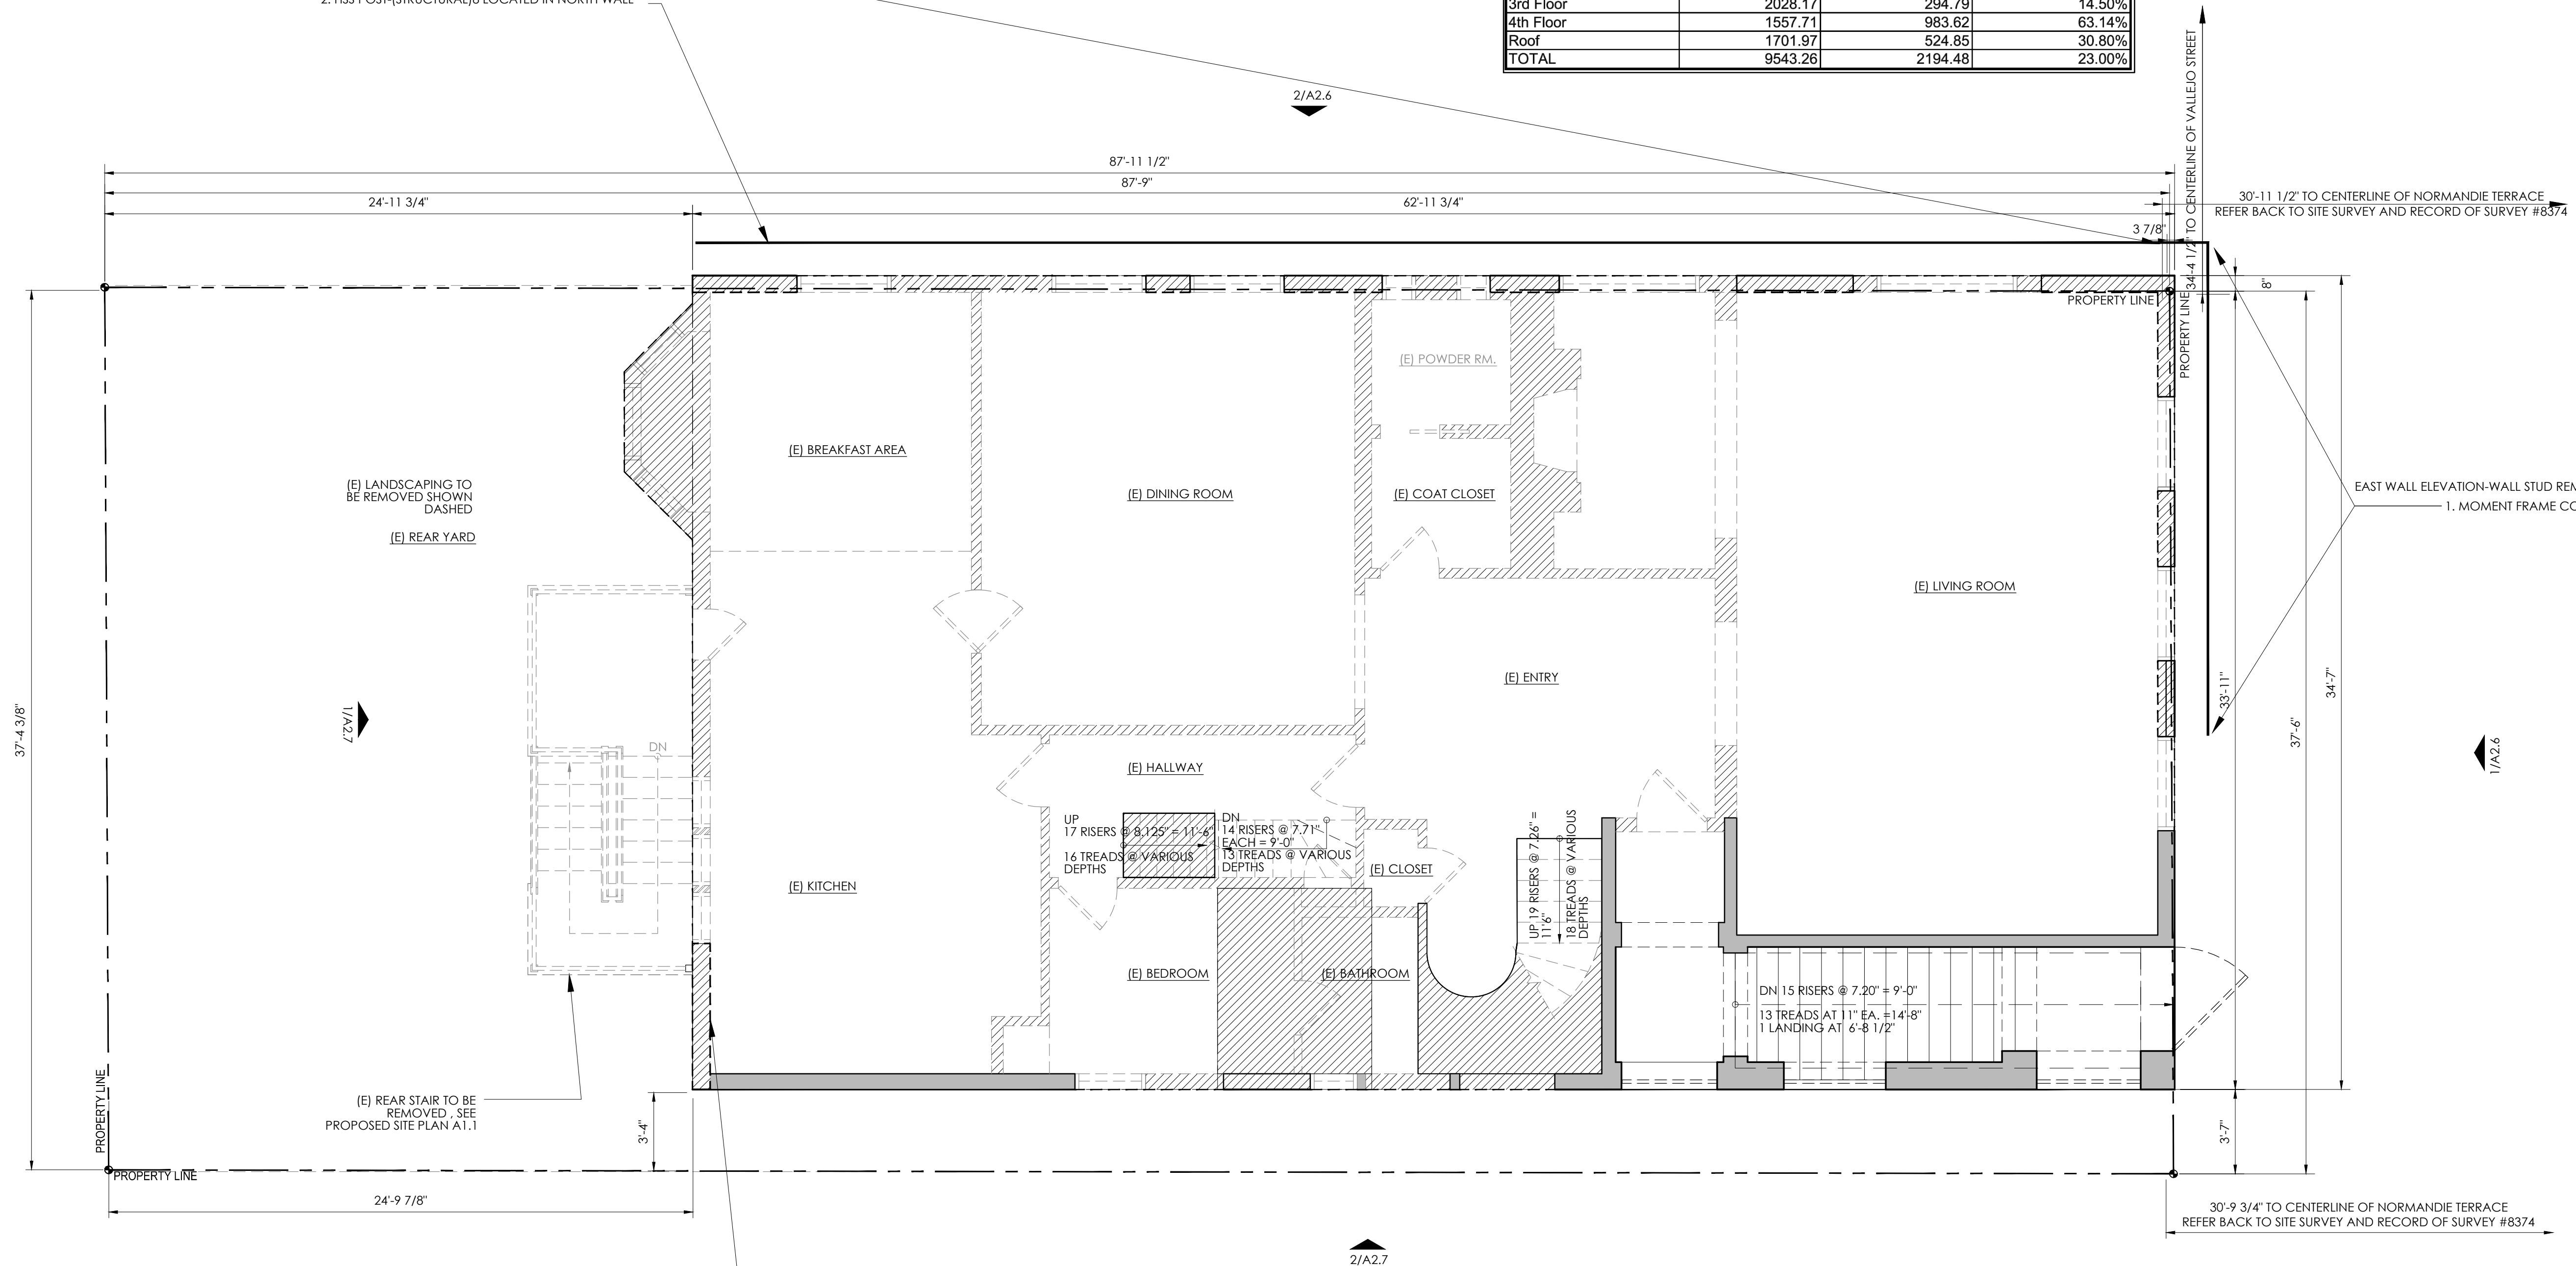 2. HSS POST-(STRUCTURAL)6 LOCATED IN NORTH WALL
3rd Floor 2028.17 294.79 14.50%
4th Floor 1557.71 983.62 63.14%
Roof 1701.97 524.85 30.80%
TOTAL 9543.26 2194.48 23.00%
2/A2.6
34'-4 1/2" TO CENTERLINE OF VALLEJO STREET
87'-11 1/2"
87'-9"
24'-11 3/4"
62'-11 3/4"
30'-11 1/2" TO CENTERLINE OF NORMANDIE TERRACE
REFER BACK TO SITE SURVEY AND RECORD OF SURVEY #8374
3 7/8"
8"
PROPERTY LINE
PROPERTY LINE
(E) POWDER RM.
(E) BREAKFAST AREA
(E) DINING ROOM
(E) COAT CLOSET
(E) LANDSCAPING TO
BE REMOVED SHOWN
DASHED
(E) REAR YARD
EAST WALL ELEVATION-WALL STUD
1. MOMENT FRAME
(E) LIVING ROOM
(E) ENTRY
33'-11"
34'-7"
37'-6"
37'-4 3/8"
1/A2.7
1/A2.6
DN
(E) HALLWAY
UP
17 RISERS @ 8.125" = 11'-6"
16 TREADS @ VARIOUS
DEPTHS
DN
14 RISERS @ 7.71"
EACH = 9'-0"
13 TREADS @ VARIOUS
DEPTHS
(E) CLOSET
UP 19 RISERS @ 7.26" =
11'6"
18 TREADS @ VARIOUS
DEPTHS
(E) KITCHEN
(E) BEDROOM
(E) BATHROOM
DN 15 RISERS @ 7.20" = 9'-0"
13 TREADS AT 11" EA. =14'-8"
1 LANDING AT 6'-8 1/2"
(E) REAR STAIR TO BE
REMOVED , SEE
PROPOSED SITE PLAN A1.1
PROPERTY LINE
3'-4"
3'-7"
PROPERTY LINE
24'-9 7/8"
30'-9 3/4" TO CENTERLINE OF NORMANDIE TERRACE
REFER BACK TO SITE SURVEY AND RECORD OF SURVEY #8374
2/A2.7